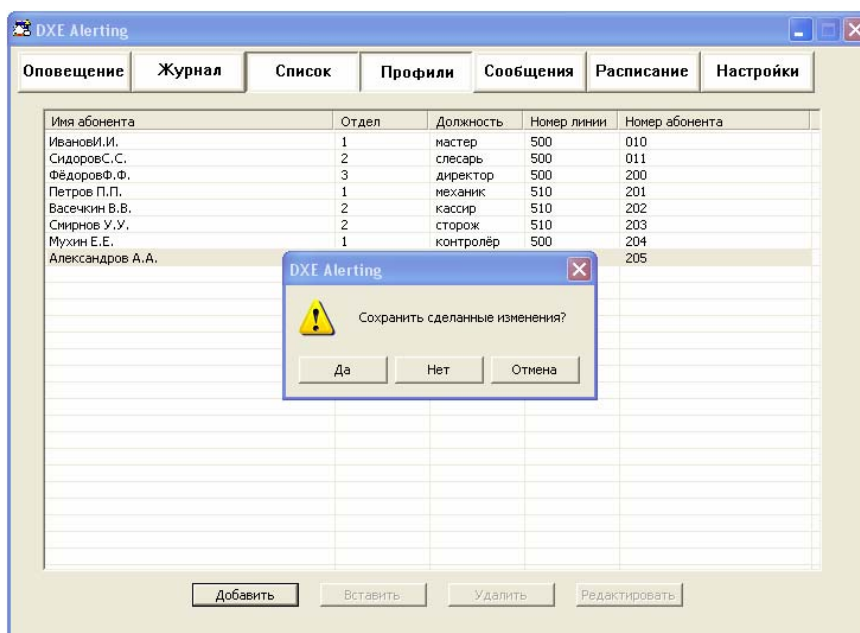 DXE Alerting
Оповещение Журнал Список Профили Сообщения Расписание Настройки
Имя абонента Отдел Должность Номер линии Номер абонента
ИвановИ.И. 1 мастер 500 010
СидоровС.С. 2 слесарь 500 011
ФёдоровФ.Ф. 3 директор 500 200
Петров П.П. 1 механик 510 201
Васечкин В.В. 2 кассир 510 202
Смирнов У.У. 2 сторож 510 203
Мухин Е.Е. 1 контролёр 500 204
Александров А.А. 205
DXE Alerting
Сохранить сделанные изменения?
Да Нет Отмена
Добавить Вставить Удалить Редактировать